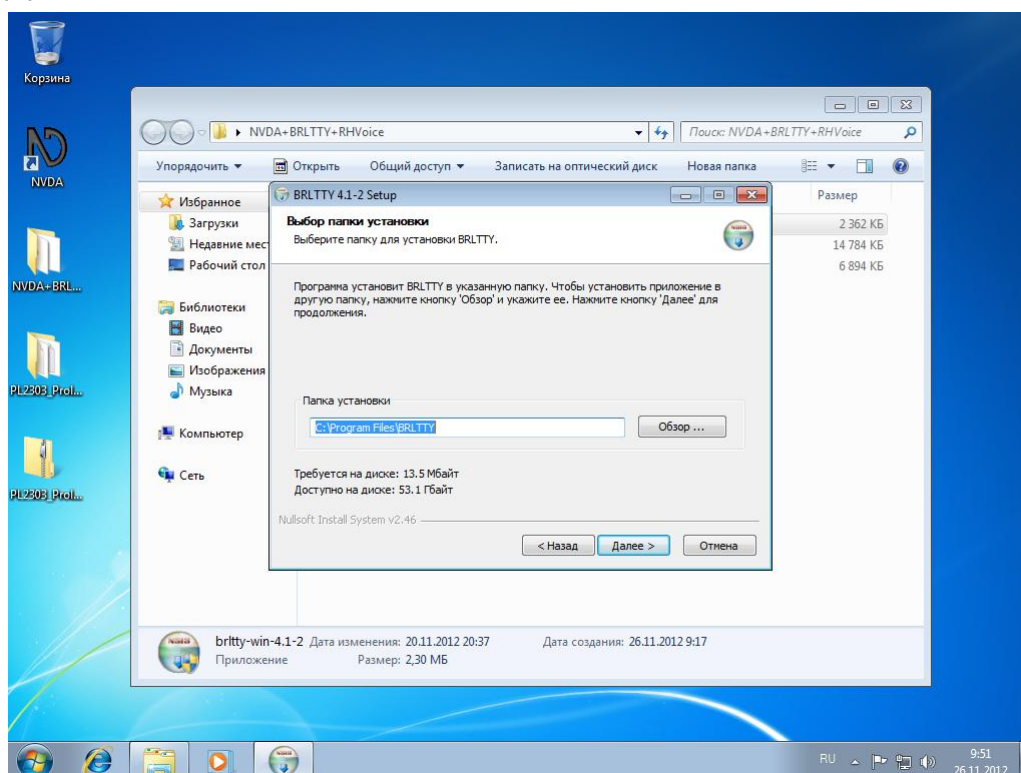 Корзина
NVDA
NVDA+BRL...
PL2303_Proli...
PL2303_Proli...
NVDA+BRLTTY+RHVoice
Поиск: NVDA+BRLTTY+RHVoice
Упорядочить
Открыть
Общий доступ
Записать на оптический диск
Новая папка
Избранное
Загрузки
Недавние мес
Рабочий стол
Библиотеки
Видео
Документы
Изображения
Музыка
Компьютер
Сеть
Размер
2 362 КБ
14 784 КБ
6 894 КБ
BRLTTY 4.1-2 Setup
Выбор папки установки
Выберите папку для установки BRLTTY.
Программа установит BRLTTY в указанную папку. Чтобы установить приложение в
другую папку, нажмите кнопку 'Обзор' и укажите ее. Нажмите кнопку 'Далее' для
продолжения.
Папка установки
C:\Program Files\BRLTTY
Обзор ...
Требуется на диске: 13.5 Мбайт
Доступно на диске: 53.1 Гбайт
Nullsoft Install System v2.46
< Назад
Далее >
Отмена
brltty-win-4.1-2 Дата изменения: 20.11.2012 20:37 Дата создания: 26.11.2012 9:17
Приложение Размер: 2,30 МБ
RU
9:51
26.11.2012